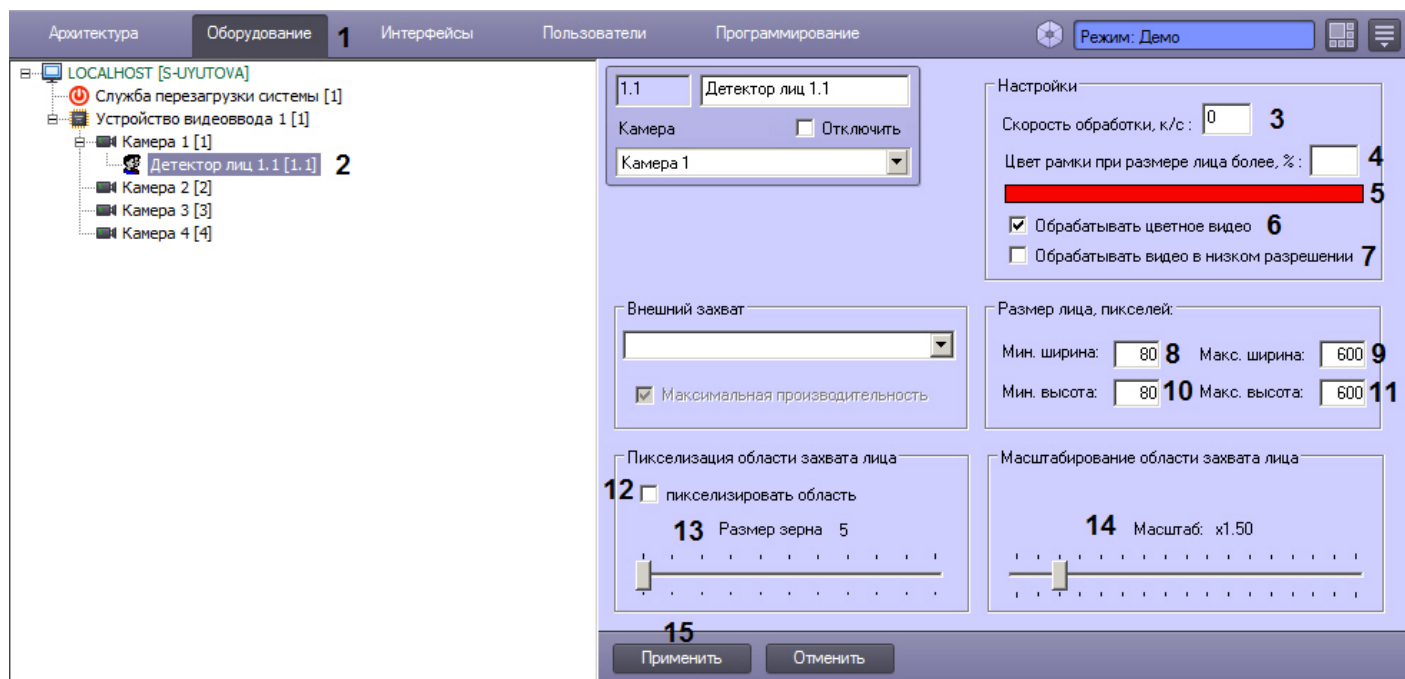 Архитектура Оборудование 1 Интерфейсы Пользователи Программирование Режим: Демо
LOCALHOST [S-UYUTOVA]
Служба перезагрузки системы [1]
Устройство видеоввода 1 [1]
Камера 1 [1]
Детектор лиц 1.1 [1.1] 2
Камера 2 [2]
Камера 3 [3]
Камера 4 [4]
1.1 Детектор лиц 1.1
Камера Отключить
Камера 1
Настройки
Скорость обработки, к/с : 0 3
Цвет рамки при размере лица более, % : 4
5
Обрабатывать цветное видео 6
Обрабатывать видео в низком разрешении 7
Внешний захват
Максимальная производительность
Размер лица, пикселей:
Мин. ширина: 80 8 Макс. ширина: 600 9
Мин. высота: 80 10 Макс. высота: 600 11
Пикселизация области захвата лица
12 пикселизировать область
13 Размер зерна 5
Масштабирование области захвата лица
14 Масштаб: x1.50
15
Применить Отменить